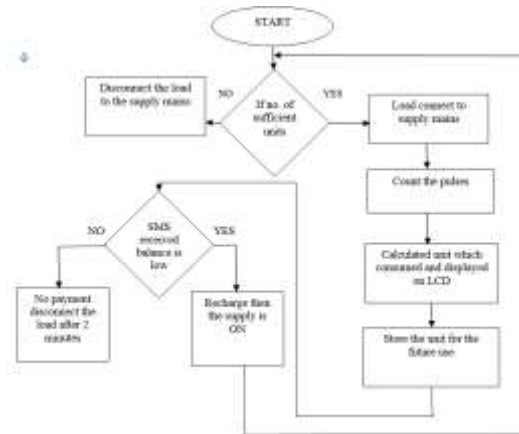 START
Disconnect the load
to the supply mains
NO
If no. of
sufficient
units
YES
Load connect to
supply mains
Count the pulses
Calculated unit which
consumed and displayed
on LCD
Store the unit for the
future use
NO
SMS
received
balance is
low
YES
No payment
disconnect the
load after 2
minutes
Recharge then
the supply is
ON